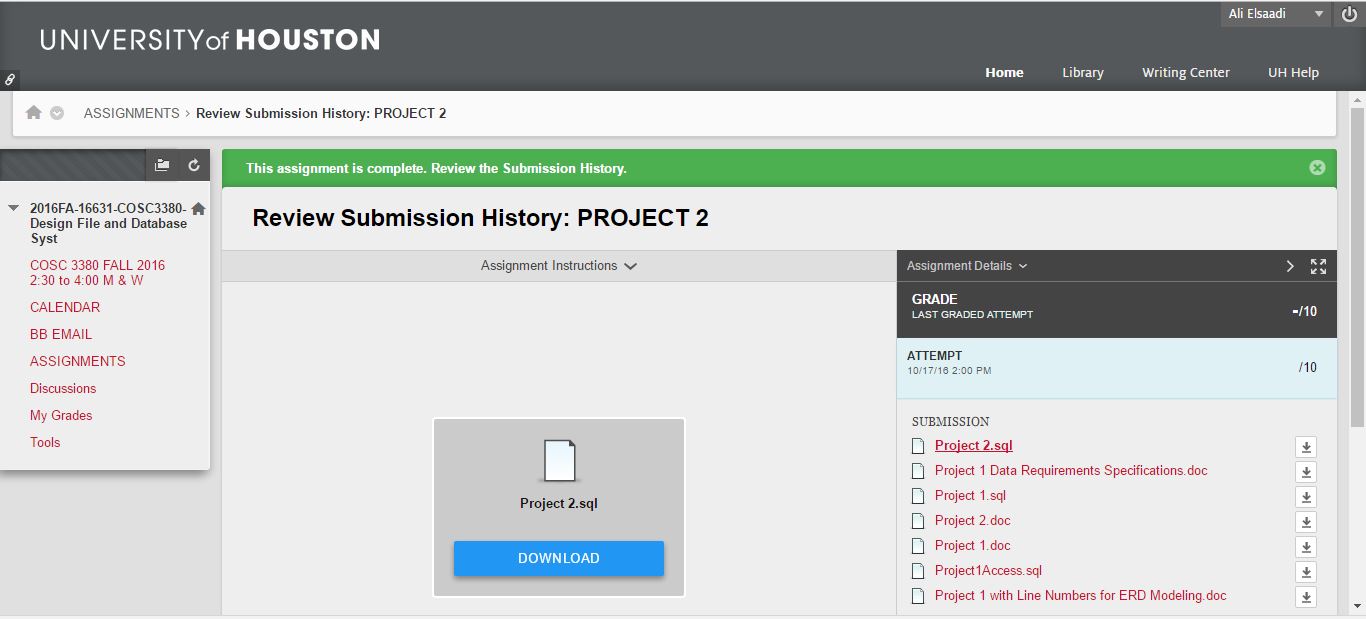 Ali Elsaadi
UNIVERSITY of HOUSTON
Home Library Writing Center UH Help
ASSIGNMENTS > Review Submission History: PROJECT 2
This assignment is complete. Review the Submission History.
2016FA-16631-COSC3380-
Design File and Database
Syst
COSC 3380 FALL 2016
2:30 to 4:00 M & W
CALENDAR
BB EMAIL
ASSIGNMENTS
Discussions
My Grades
Tools
Review Submission History: PROJECT 2
Assignment Instructions
Project 2.sql
DOWNLOAD
Assignment Details
GRADE
LAST GRADED ATTEMPT
-/10
ATTEMPT
10/17/16 2:00 PM
/10
SUBMISSION
Project 2.sql
Project 1 Data Requirements Specifications.doc
Project 1.sql
Project 2.doc
Project 1.doc
Project1Access.sql
Project 1 with Line Numbers for ERD Modeling.doc